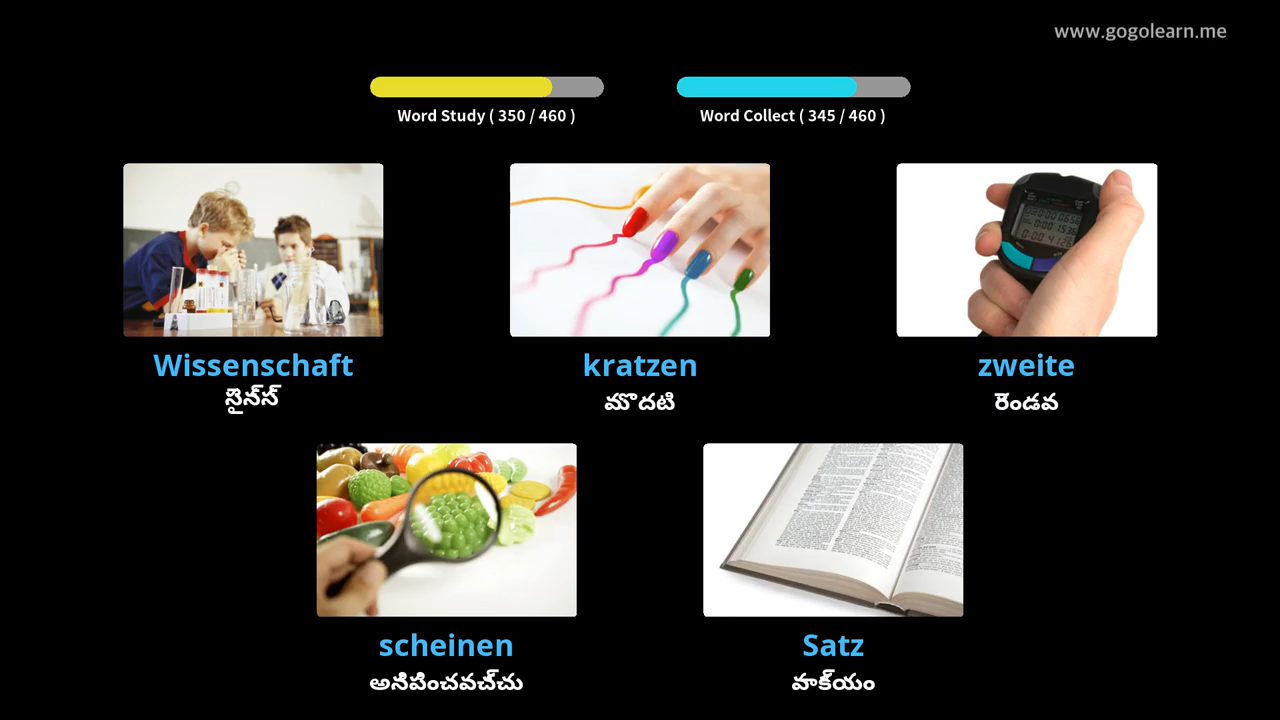 www.gogolearn.me
Word Study ( 350 / 460 )
Word Collect ( 345 / 460 )
Wissenschaft
సైన్స్
kratzen
మొదటి
zweite
రెండవ
scheinen
అనిపించవచ్చు
Satz
వాక్యం